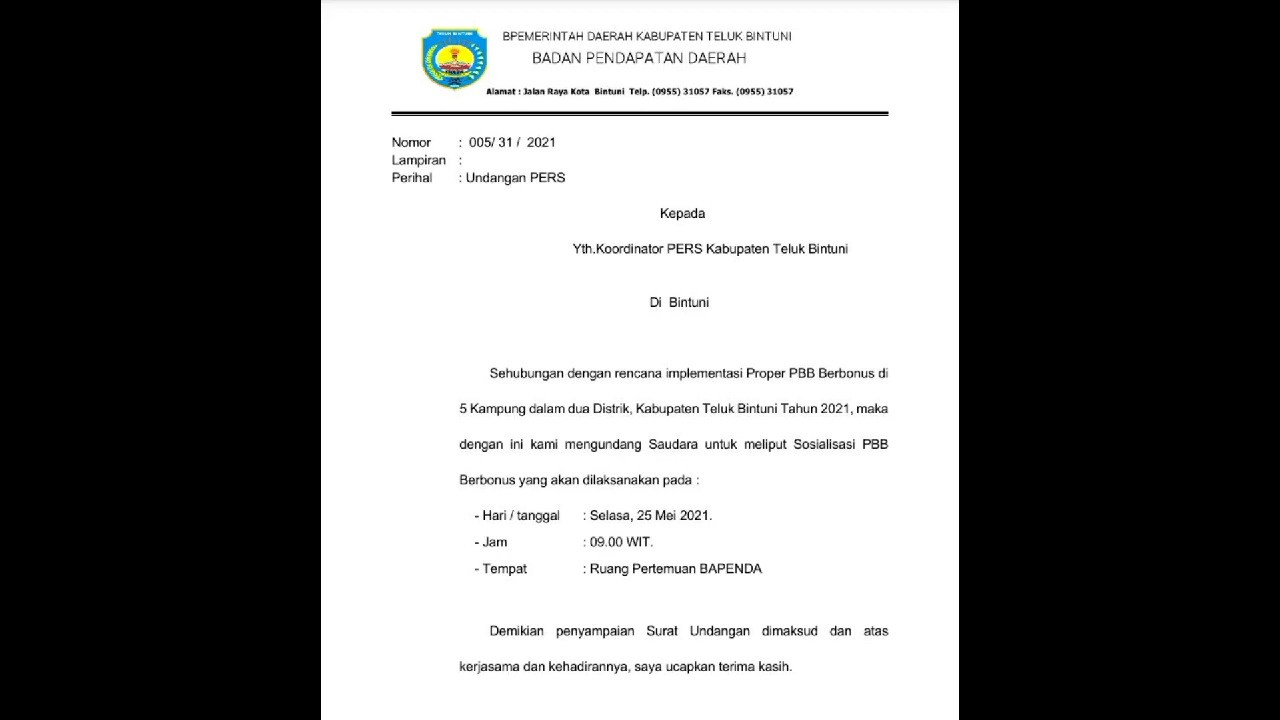 TELUK BINTUNI
BPEMERINTAH DAERAH KABUPATEN TELUK BINTUNI
BADAN PENDAPATAN DAERAH
Alamat : Jalan Raya Kota Bintuni Telp. (0955) 31057 Faks. (0955) 31057
Nomor : 005/ 31 / 2021
Lampiran :
Perihal : Undangan PERS
Kepada
Yth.Koordinator PERS Kabupaten Teluk Bintuni
Di Bintuni
Sehubungan dengan rencana implementasi Proper PBB Berbonus di
5 Kampung dalam dua Distrik, Kabupaten Teluk Bintuni Tahun 2021, maka
dengan ini kami mengundang Saudara untuk meliput Sosialisasi PBB
Berbonus yang akan dilaksanakan pada :
- Hari / tanggal : Selasa, 25 Mei 2021.
- Jam : 09.00 WIT.
- Tempat : Ruang Pertemuan BAPENDA
Demikian penyampaian Surat Undangan dimaksud dan atas
kerjasama dan kehadirannya, saya ucapkan terima kasih.